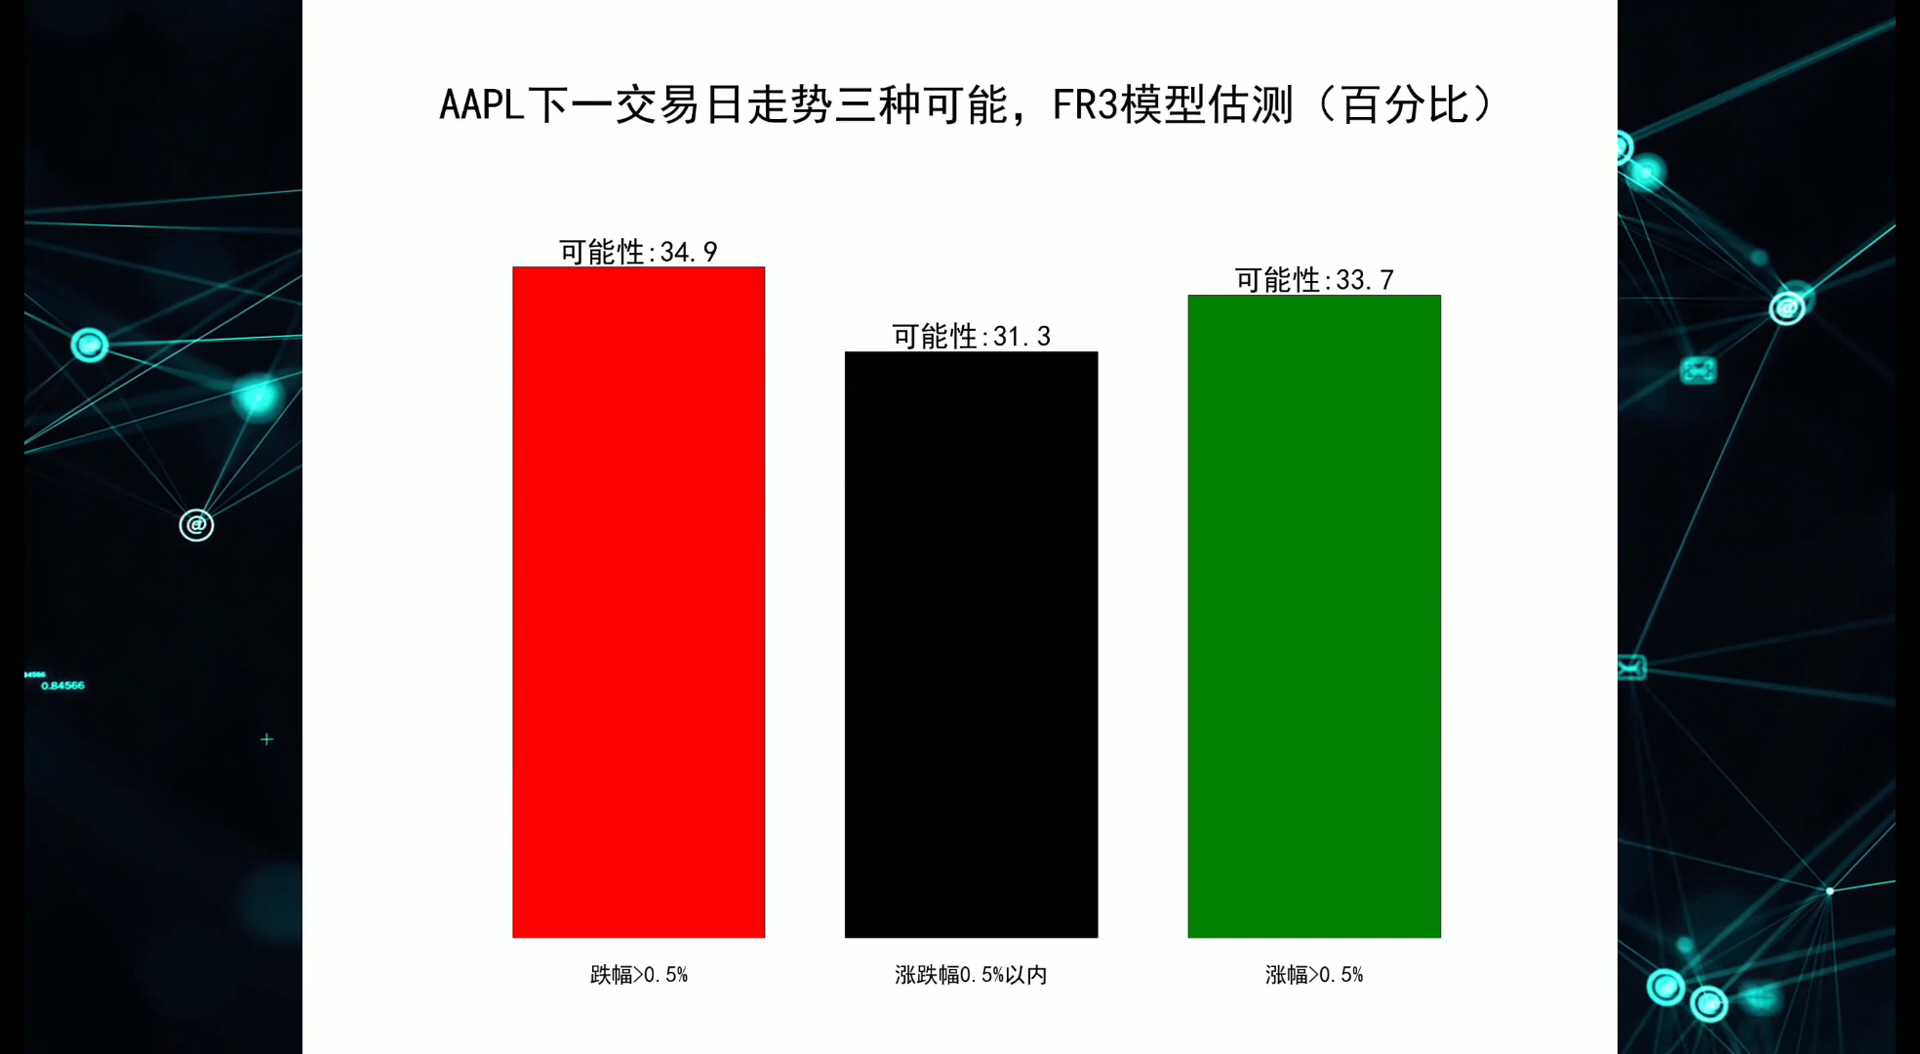 AAPL下一交易日走势三种可能，FR3模型估测（百分比）
可能性:34.9
可能性:31.3
可能性:33.7
跌幅>0.5%
涨跌幅0.5%以内
涨幅>0.5%
0.84566